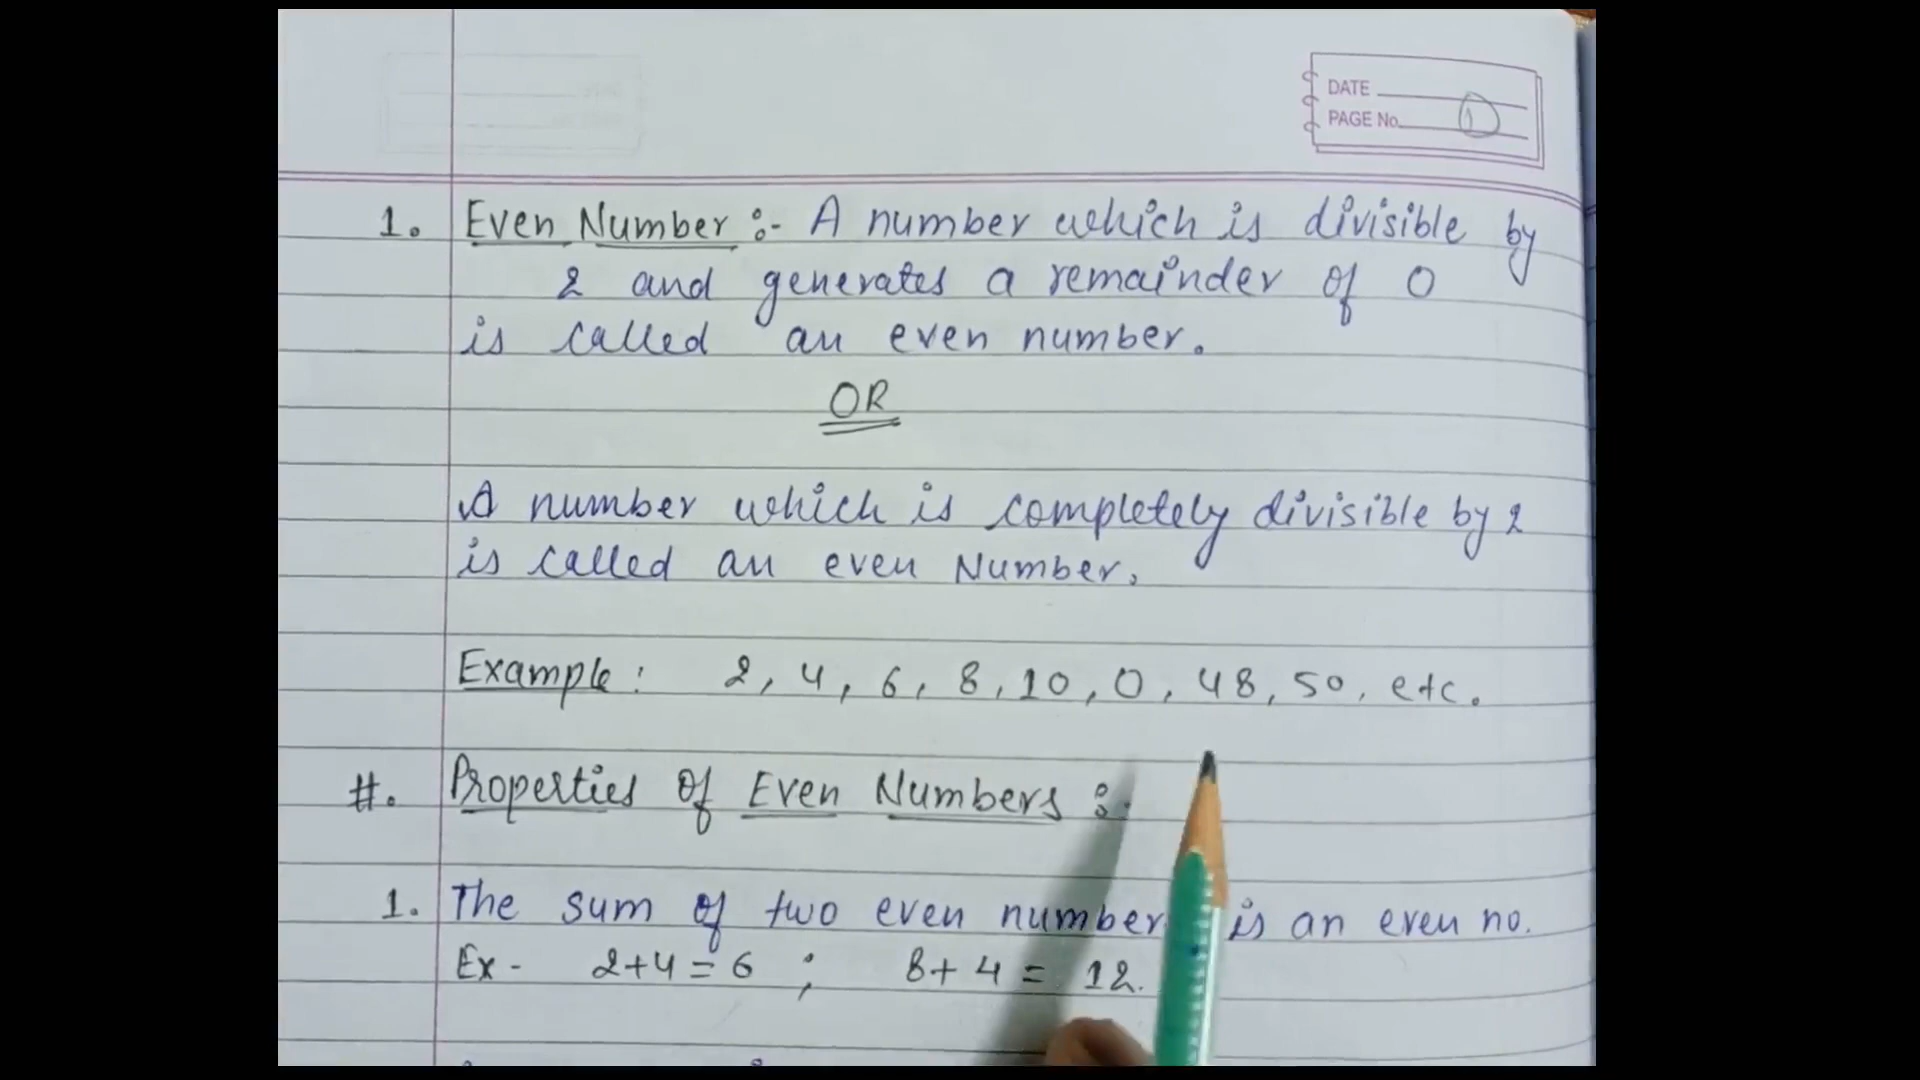 DATE
PAGE No. 1
1. Even Number :- A number which is divisible by
2 and generates a remainder of 0
is called an even number.
OR
A number which is completely divisible by 2
is called an even Number.
Example : 2, 4, 6, 8, 10, 0, 48, 50, etc.
#. Properties of Even Numbers :-
1. The sum of two even number is an even no.
Ex - 2+4=6 ; 8+4 = 12.